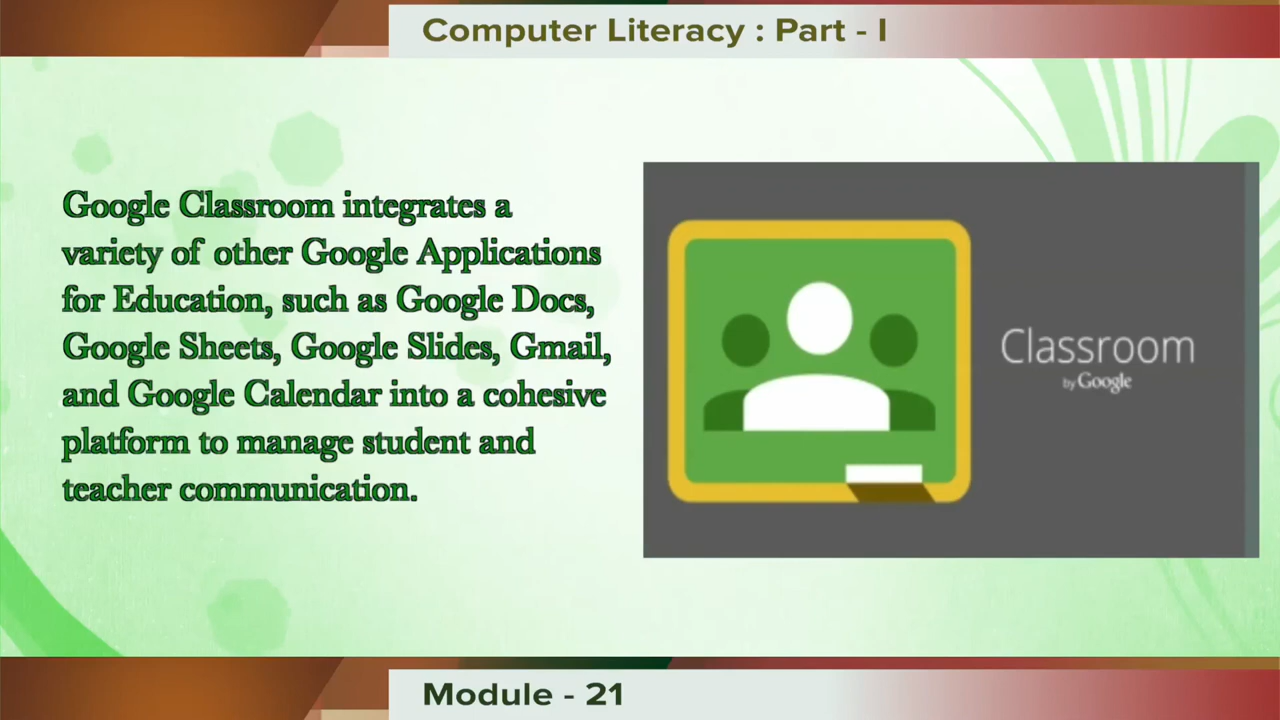 Computer Literacy : Part - I
Google Classroom integrates a
variety of other Google Applications
for Education, such as Google Docs,
Google Sheets, Google Slides, Gmail,
and Google Calendar into a cohesive
platform to manage student and
teacher communication.
Classroom
by Google
Module - 21